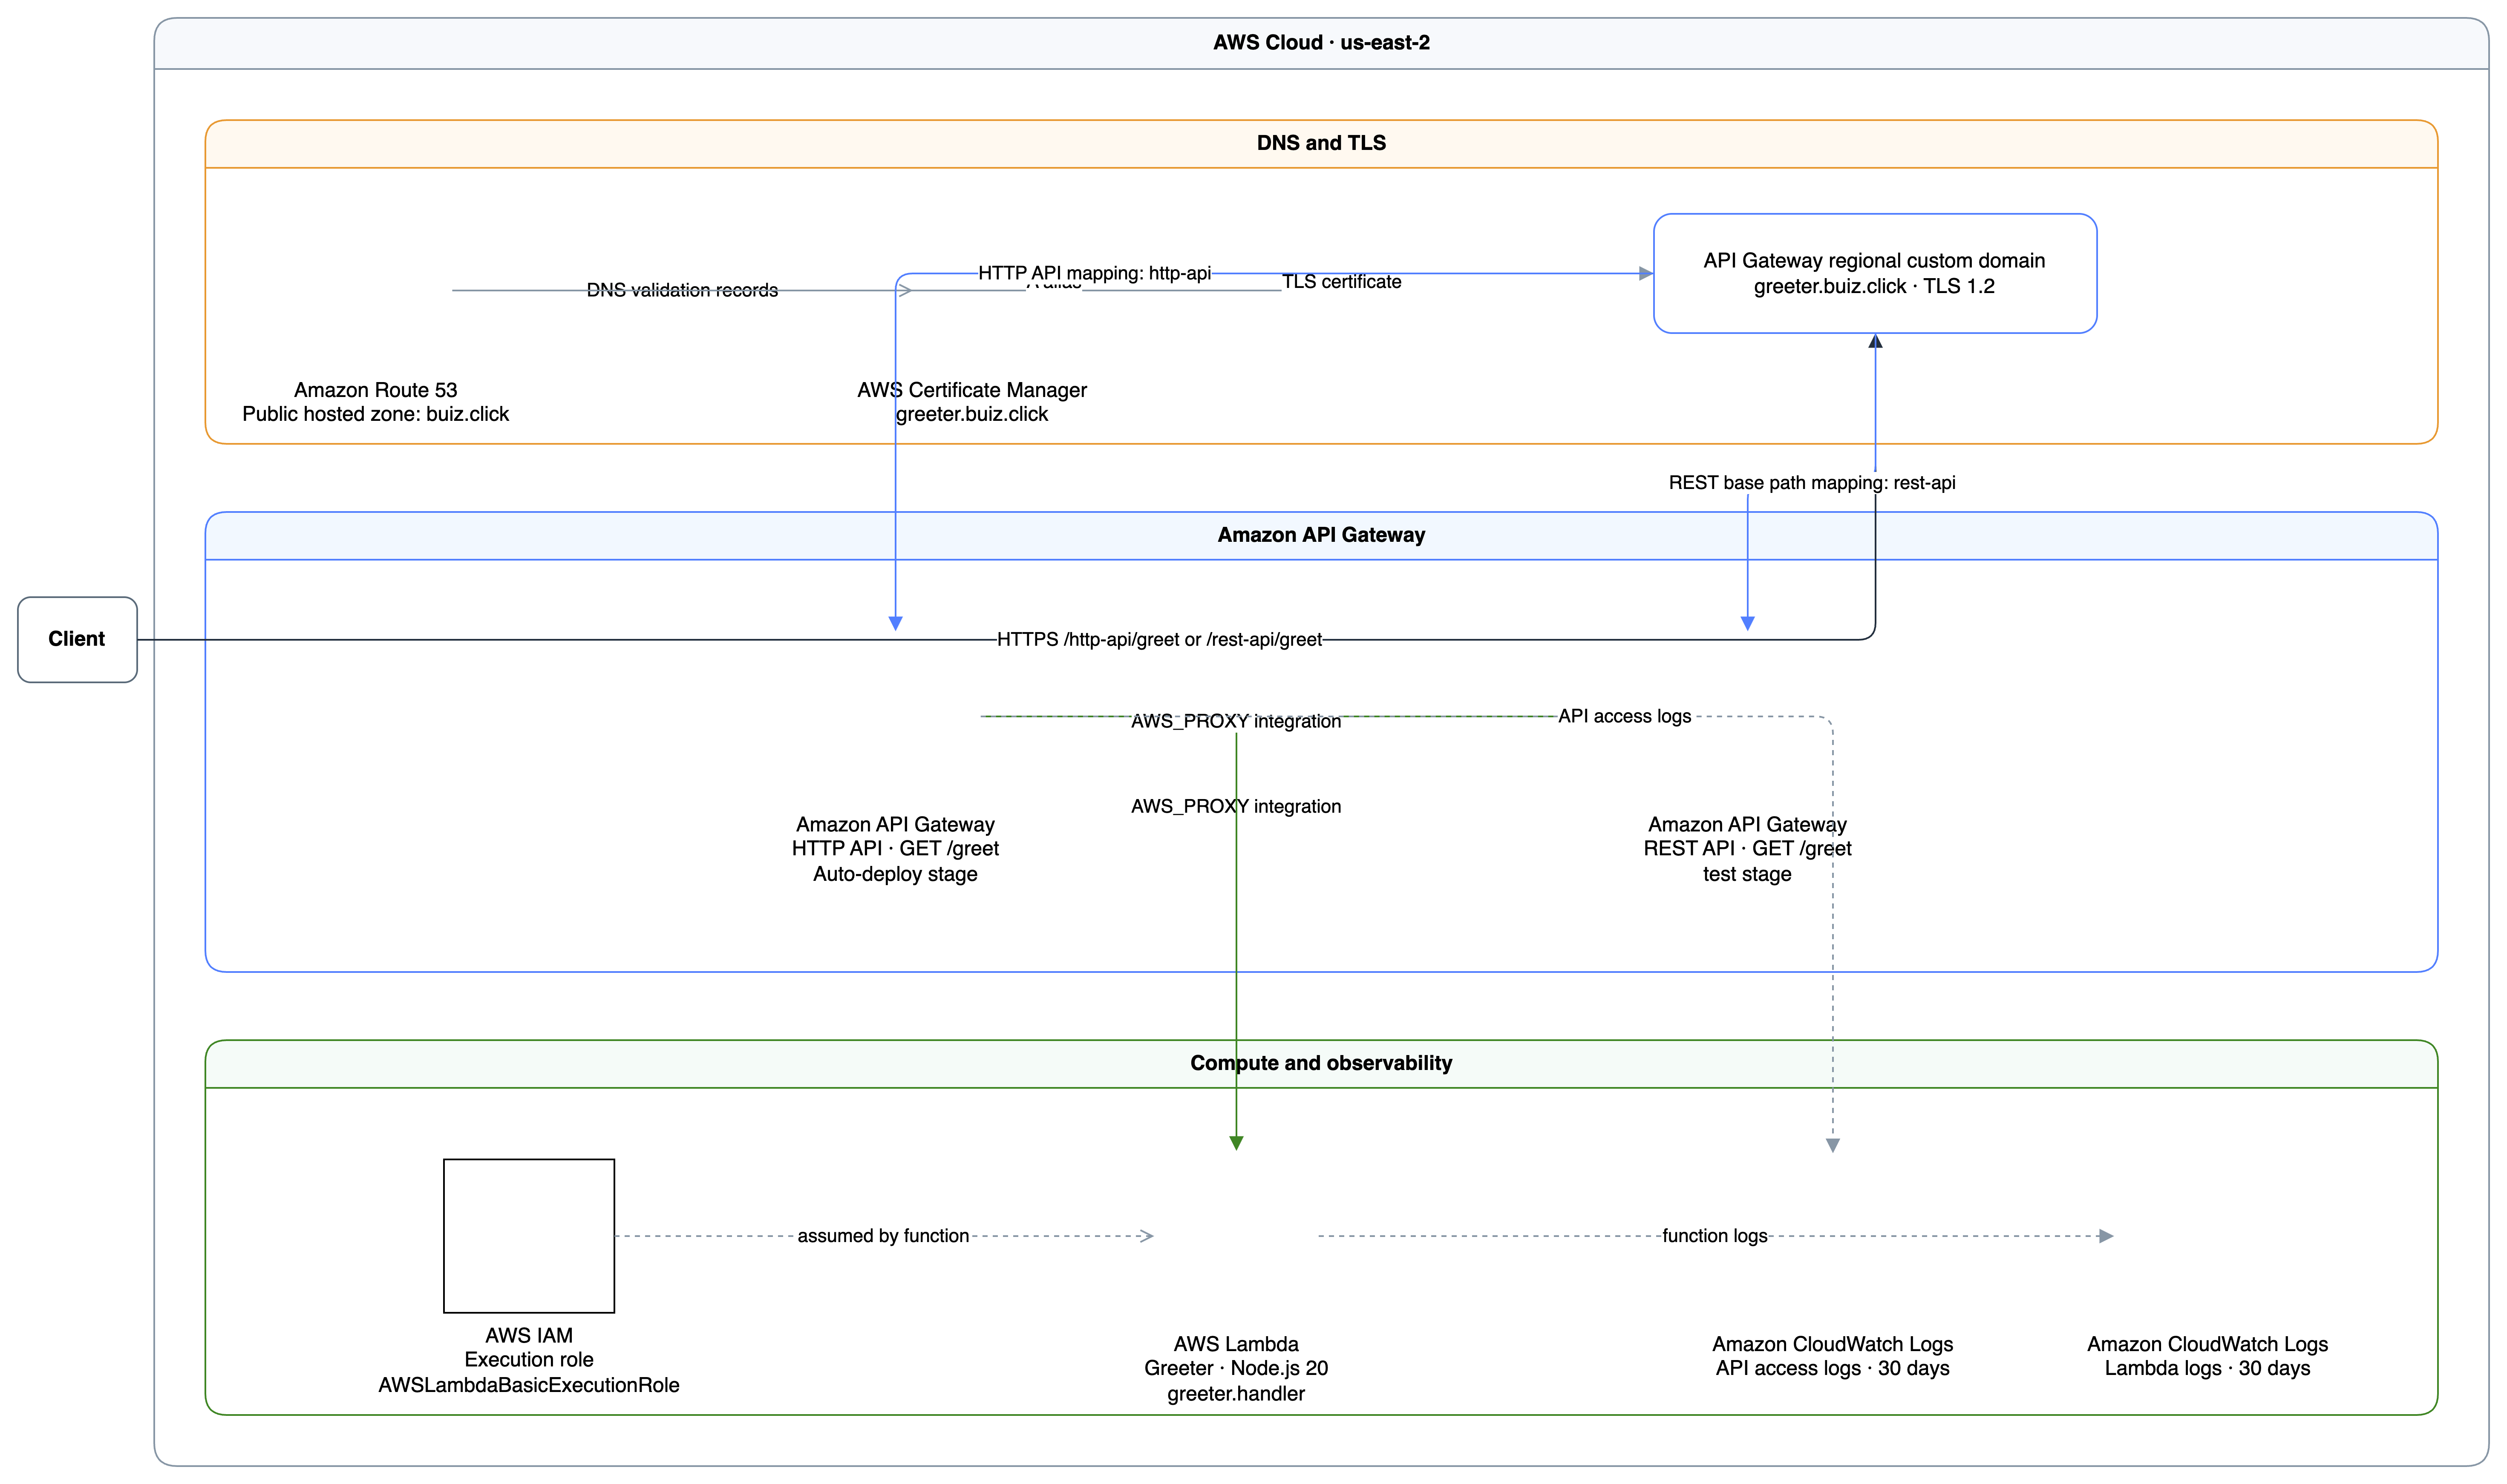 AWS Cloud · us-east-2
DNS and TLS
API Gateway regional custom domain
greeter.buiz.click · TLS 1.2
HTTP API mapping: http-api
A alias
TLS certificate
DNS validation records
Amazon Route 53
Public hosted zone: buiz.click
AWS Certificate Manager
greeter.buiz.click
REST base path mapping: rest-api
Amazon API Gateway
Client
HTTPS /http-api/greet or /rest-api/greet
AWS_PROXY integration
API access logs
AWS_PROXY integration
Amazon API Gateway
HTTP API · GET /greet
Auto-deploy stage
Amazon API Gateway
REST API · GET /greet
test stage
Compute and observability
assumed by function
function logs
AWS IAM
Execution role
AWSLambdaBasicExecutionRole
AWS Lambda
Greeter · Node.js 20
greeter.handler
Amazon CloudWatch Logs
API access logs · 30 days
Amazon CloudWatch Logs
Lambda logs · 30 days